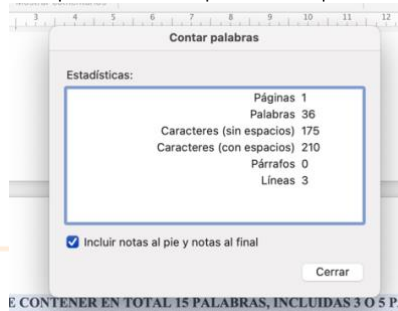 4 5 6 7 8 9 10 11 12
Contar palabras
Estadísticas:
Páginas 1
Palabras 36
Caracteres (sin espacios) 175
Caracteres (con espacios) 210
Párrafos 0
Líneas 3
Incluir notas al pie y notas al final
Cerrar
E CONTENER EN TOTAL 15 PALABRAS, INCLUIDAS 3 O 5 P